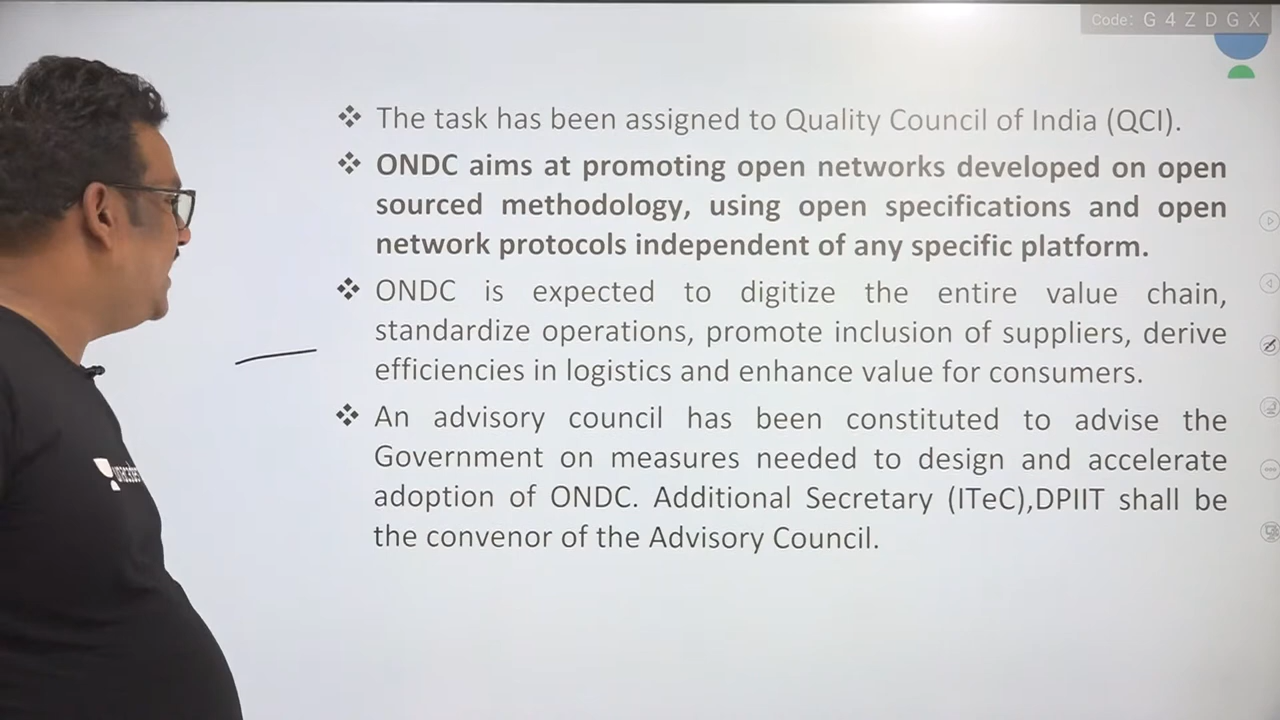 Code: G 4 Z D G X
The task has been assigned to Quality Council of India (QCI).
ONDC aims at promoting open networks developed on open
sourced methodology, using open specifications and open
network protocols independent of any specific platform.
ONDC is expected to digitize the entire value chain,
standardize operations, promote inclusion of suppliers, derive
efficiencies in logistics and enhance value for consumers.
An advisory council has been constituted to advise the
Government on measures needed to design and accelerate
adoption of ONDC. Additional Secretary (ITeC),DPIIT shall be
the convenor of the Advisory Council.